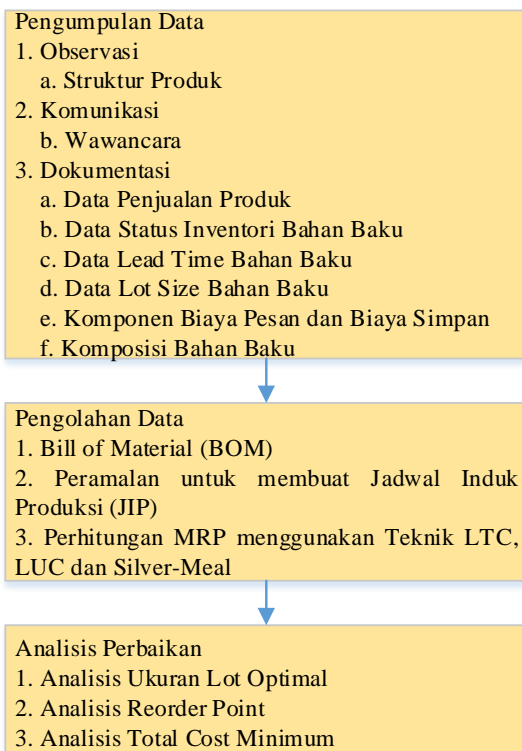 Pengumpulan Data
1. Observasi
a. Struktur Produk
2. Komunikasi
b. Wawancara
3. Dokumentasi
a. Data Penjualan Produk
b. Data Status Inventori Bahan Baku
c. Data Lead Time Bahan Baku
d. Data Lot Size Bahan Baku
e. Komponen Biaya Pesan dan Biaya Simpan
f. Komposisi Bahan Baku
Pengolahan Data
1. Bill of Material (BOM)
2. Peramalan untuk membuat Jadwal Induk
Produksi (JIP)
3. Perhitungan MRP menggunakan Teknik LTC,
LUC dan Silver-Meal
Analisis Perbaikan
1. Analisis Ukuran Lot Optimal
2. Analisis Reorder Point
3. Analisis Total Cost Minimum